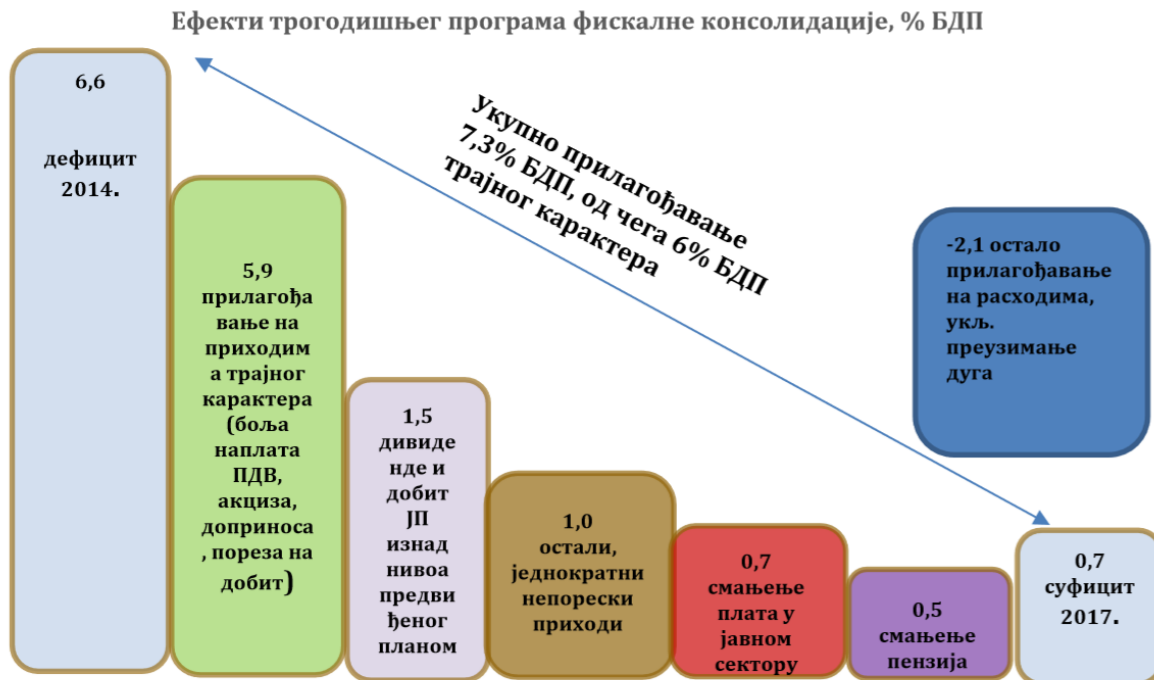 Ефекти трогодишњег програма фискалне консолидације, % БДП
6,6
дефицит
2014.
5,9
прилагођа
вање на
приходим
а трајног
карактера
(боља
наплата
ПДВ,
акциза,
доприноса
, пореза на
добит)
1,5
дивиде
нде и
добит
ЈП
изнад
нивоа
предви
ђеног
планом
1,0
остали,
једнократни
непорески
приходи
0,7
смањење
плата у
јавном
сектору
0,5
смањење
пензија
0,7
суфицит
2017.
Укупно прилагођавање
7,3% БДП, од чега 6% БДП
трајног карактера
-2,1 остало
прилагођавање
на расходима,
укљ.
преузимање
дуга